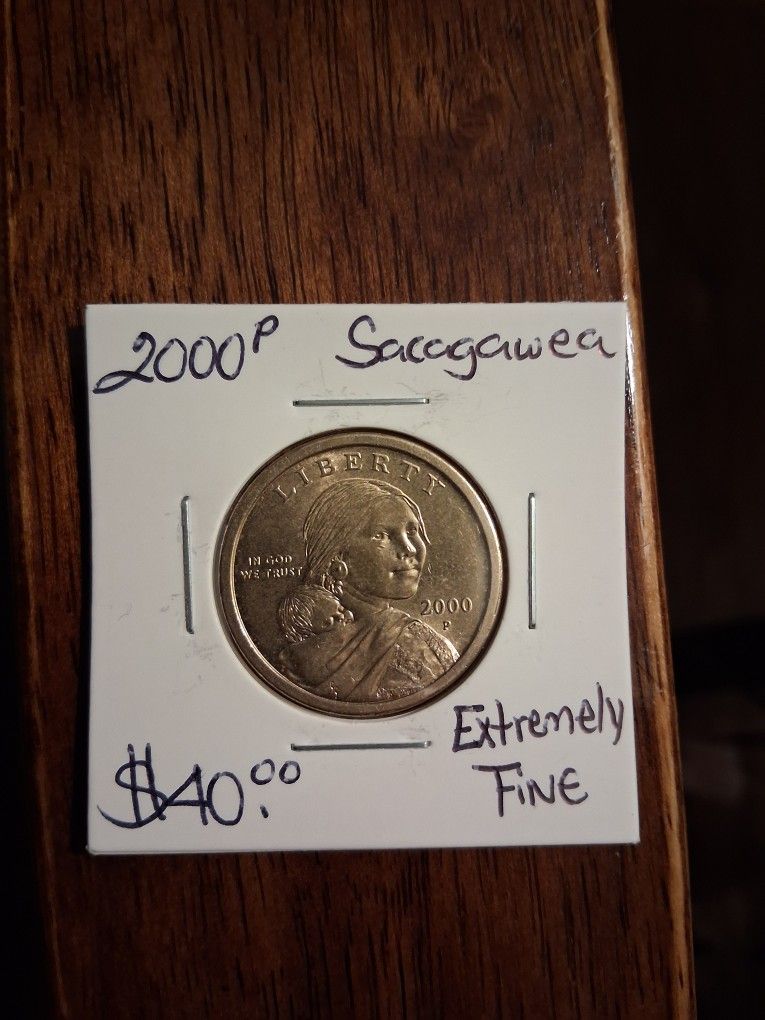 2000P Sacagawea
LIBERTY
IN GOD
WE TRUST
2000
P
Extremely
Fine
$40.00